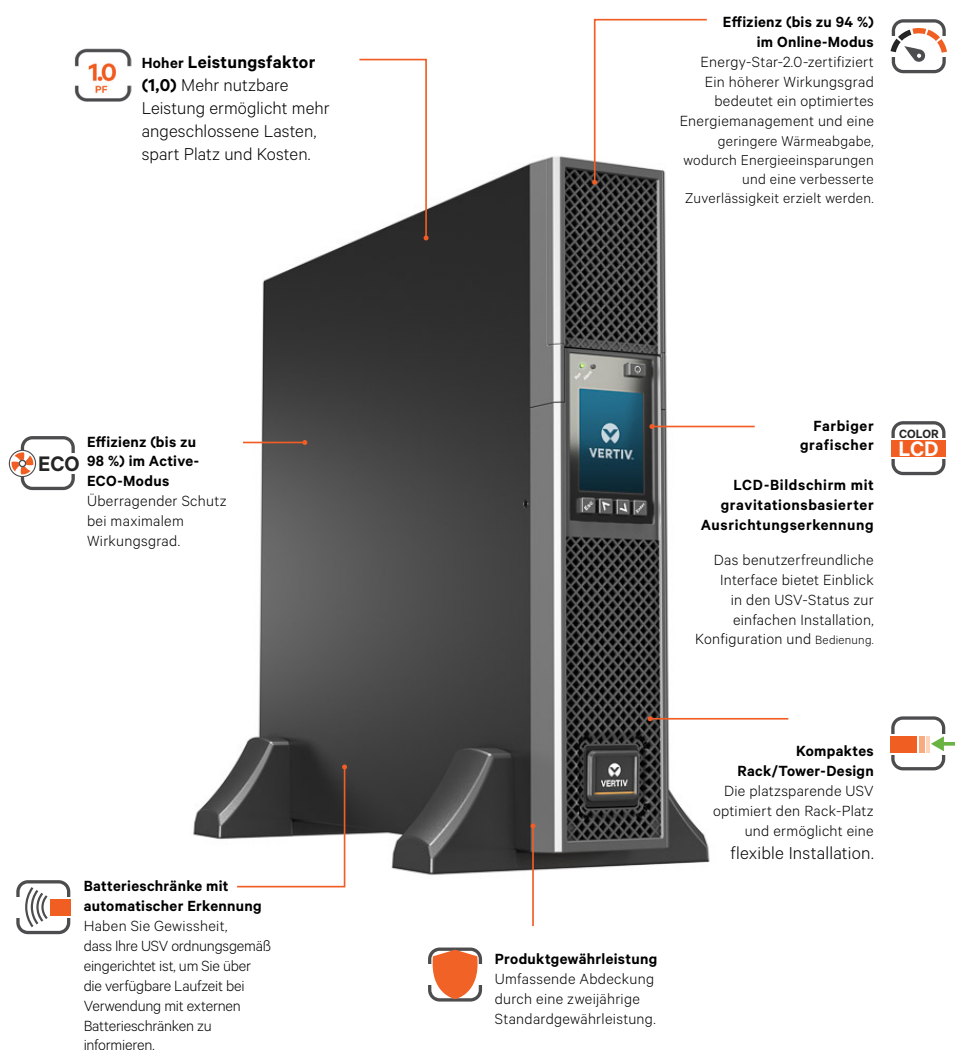 1.0
PF
Hoher Leistungsfaktor
(1,0) Mehr nutzbare
Leistung ermöglicht mehr
angeschlossene Lasten,
spart Platz und Kosten.
Effizienz (bis zu 94 %)
im Online-Modus
Energy-Star-2.0-zertifiziert
Ein höherer Wirkungsgrad
bedeutet ein optimiertes
Energiemanagement und eine
geringere Wärmeabgabe,
wodurch Energieeinsparungen
und eine verbesserte
Zuverlässigkeit erzielt werden.
ECO
Effizienz (bis zu
98 %) im Active-
ECO-Modus
Überragender Schutz
bei maximalem
Wirkungsgrad.
VERTIV.
Farbiger
grafischer
LCD-Bildschirm mit
gravitationsbasierter
Ausrichtungserkennung
Das benutzerfreundliche
Interface bietet Einblick
in den USV-Status zur
einfachen Installation,
Konfiguration und Bedienung.
COLOR
LCD
VERTIV
Kompaktes
Rack/Tower-Design
Die platzsparende USV
optimiert den Rack-Platz
und ermöglicht eine
flexible Installation.
Batterieschränke mit
automatischer Erkennung
Haben Sie Gewissheit,
dass Ihre USV ordnungsgemäß
eingerichtet ist, um Sie über
die verfügbare Laufzeit bei
Verwendung mit externen
Batterieschränken zu
informieren.
Produktgewährleistung
Umfassende Abdeckung
durch eine zweijährige
Standardgewährleistung.